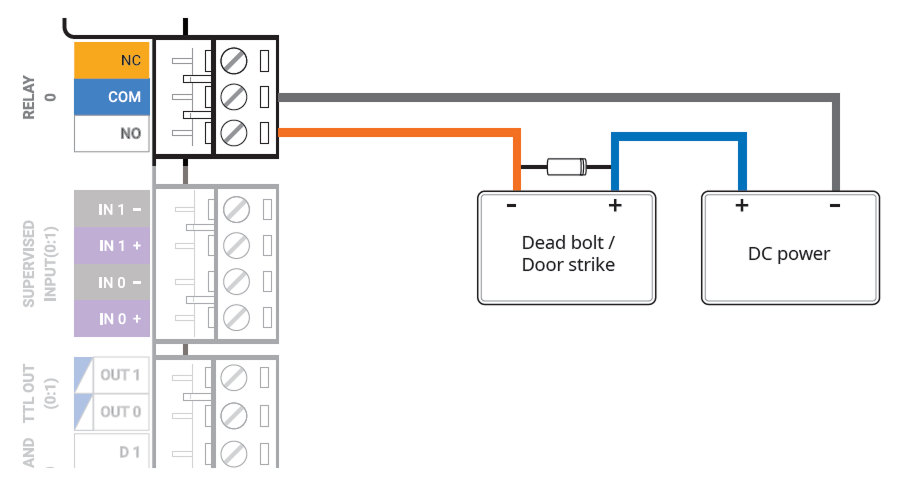 RELAY
0
NC
COM
NO
SUPERVISED
INPUT(0:1)
IN 1 −
IN 1 +
IN 0 −
IN 0 +
TTL OUT
(0:1)
OUT 1
OUT 0
AND
D 1
− +
Dead bolt /
Door strike
+ −
DC power